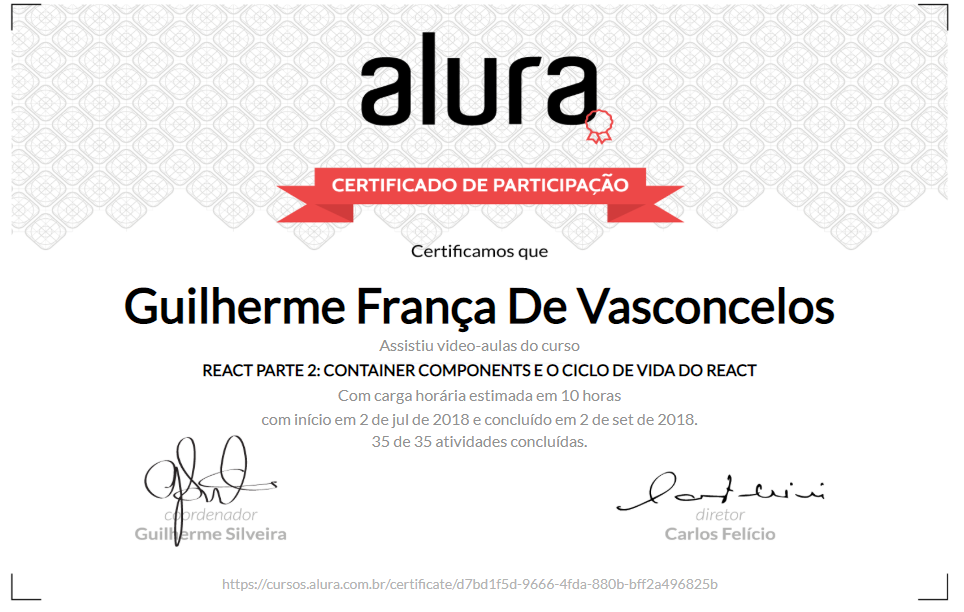 alura
CERTIFICADO DE PARTICIPAÇÃO
Certificamos que
Guilherme França De Vasconcelos
Assistiu video-aulas do curso
REACT PARTE 2: CONTAINER COMPONENTS E O CICLO DE VIDA DO REACT
Com carga horária estimada em 10 horas
com início em 2 de jul de 2018 e concluído em 2 de set de 2018.
35 de 35 atividades concluídas.
coordenador
Guilherme Silveira
diretor
Carlos Felício
https://cursos.alura.com.br/certificate/d7bd1f5d-9666-4fda-880b-bff2a496825b